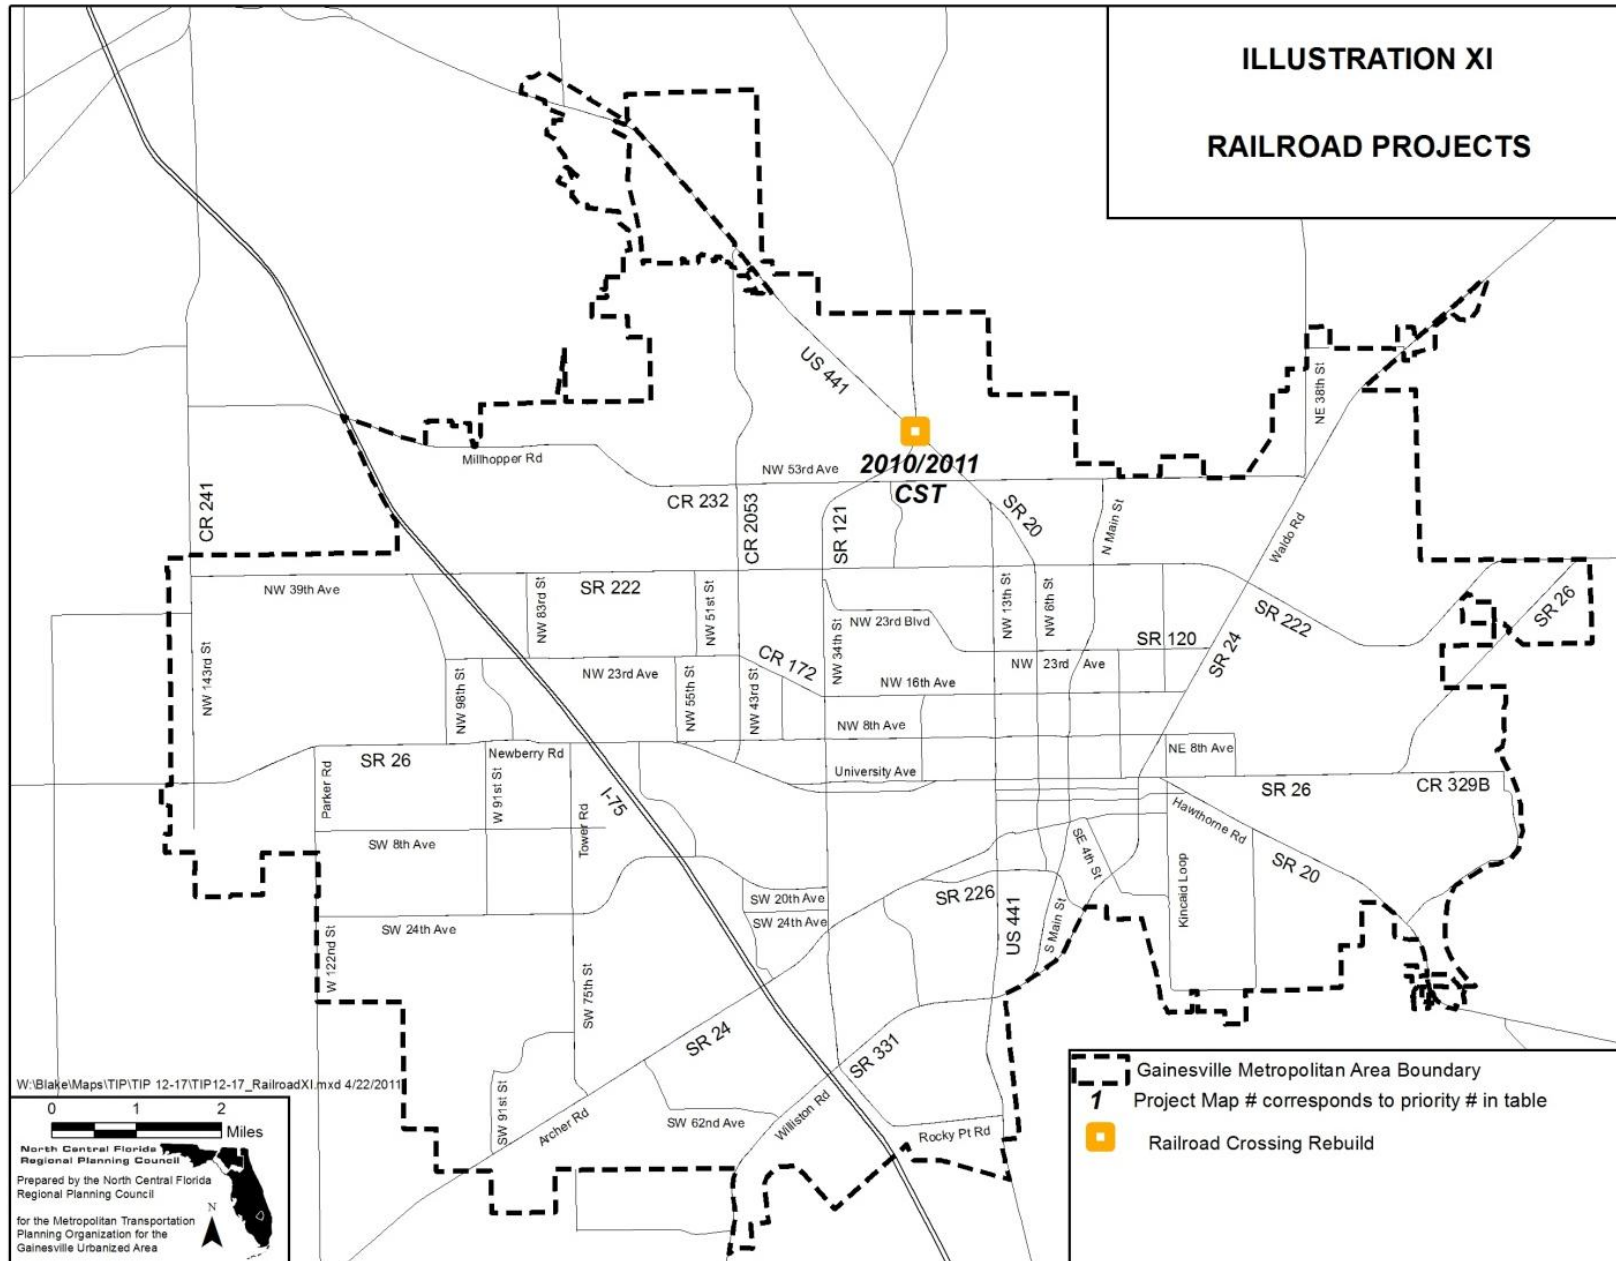 ILLUSTRATION XI
RAILROAD PROJECTS
US 441
NE 38th St
Millhopper Rd
NW 53rd Ave
2010/2011
CST
CR 232
CR 241
CR 2053
SR 121
SR 20
N Main St
Waldo Rd
NW 39th Ave
NW 83rd St
SR 222
NW 51st St
NW 34th St
NW 23rd Blvd
NW 13th St
NW 6th St
SR 120
SR 222
SR 26
SR 24
NW 143rd St
NW 98th St
NW 23rd Ave
NW 55th St
NW 43rd St
CR 172
NW 16th Ave
NW 23rd Ave
NW 8th Ave
NE 8th Ave
SR 26
Newberry Rd
University Ave
SR 26
CR 329B
Parker Rd
W 91st St
Tower Rd
I-75
SW 8th Ave
Hawthorne Rd
SE 4th St
SR 20
Kincaid Loop
SW 20th Ave
SW 24th Ave
SR 226
US 441
S Main St
SW 24th Ave
W 122nd St
SW 75th St
SR 24
SR 331
SW 91st St
Archer Rd
SW 62nd Ave
Williston Rd
Rocky Pt Rd
W:\Blake\Maps\TIP\TIP 12-17\TIP12-17_RailroadXI.mxd 4/22/2011
0 1 2
Miles
North Central Florida
Regional Planning Council
Prepared by the North Central Florida
Regional Planning Council
N
for the Metropolitan Transportation
Planning Organization for the
Gainesville Urbanized Area
Gainesville Metropolitan Area Boundary
1 Project Map # corresponds to priority # in table
Railroad Crossing Rebuild